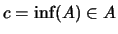 c = inf(A) ∈ A